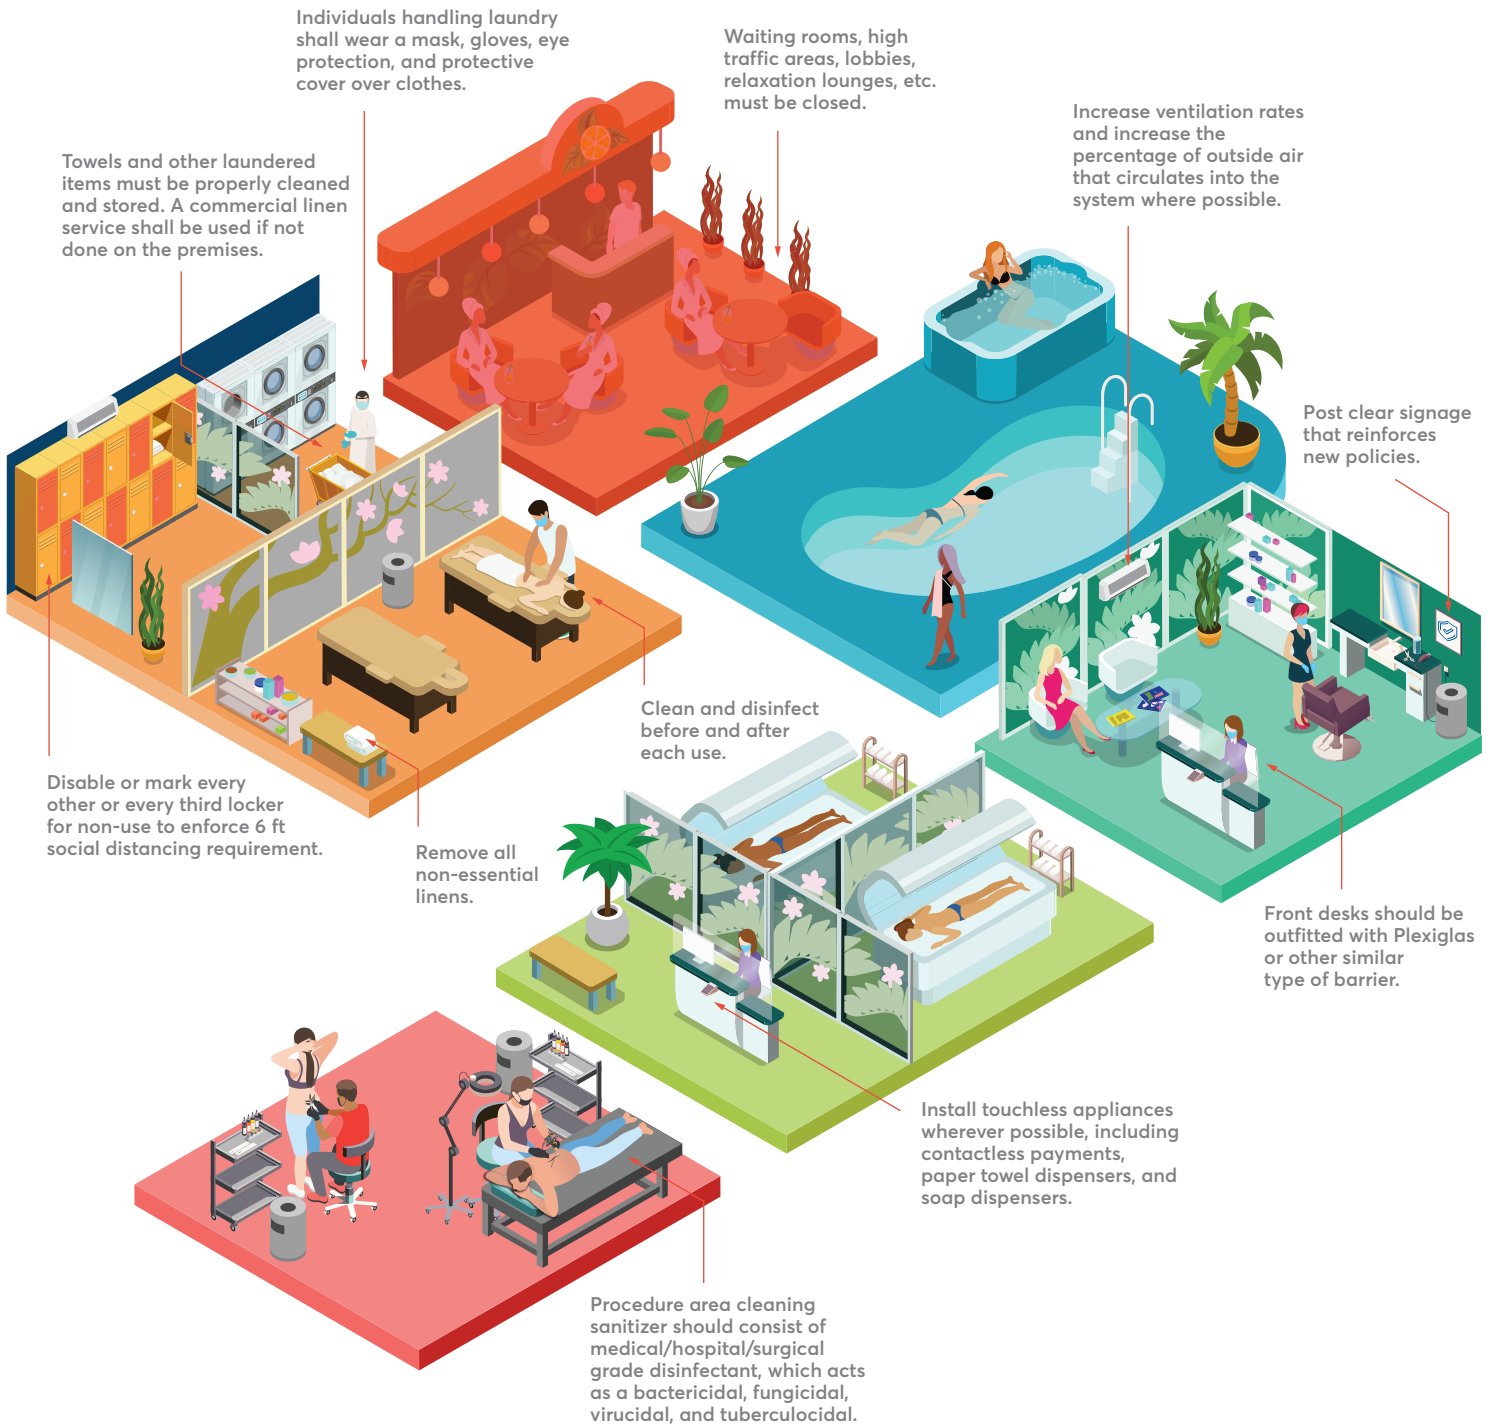 Individuals handling laundry
shall wear a mask, gloves, eye
protection, and protective
cover over clothes.
Waiting rooms, high
traffic areas, lobbies,
relaxation lounges, etc.
must be closed.
Increase ventilation rates
and increase the
percentage of outside air
that circulates into the
system where possible.
Towels and other laundered
items must be properly cleaned
and stored. A commercial linen
service shall be used if not
done on the premises.
Post clear signage
that reinforces
new policies.
Clean and disinfect
before and after
each use.
Disable or mark every
other or every third locker
for non-use to enforce 6 ft
social distancing requirement.
Remove all
non-essential
linens.
Front desks should be
outfitted with Plexiglas
or other similar
type of barrier.
Install touchless appliances
wherever possible, including
contactless payments,
paper towel dispensers, and
soap dispensers.
Procedure area cleaning
sanitizer should consist of
medical/hospital/surgical
grade disinfectant, which acts
as a bactericidal, fungicidal,
virucidal, and tuberculocidal.